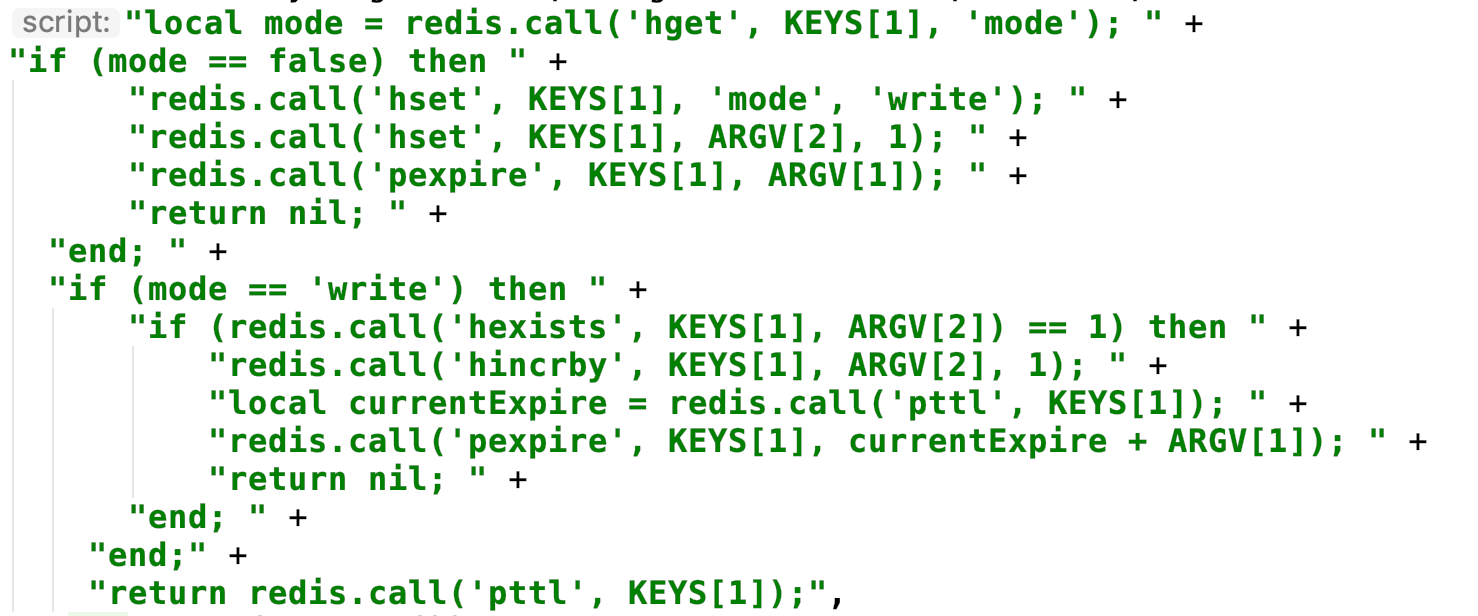 script: "local mode = redis.call('hget', KEYS[1], 'mode'); " +
"if (mode == false) then " +
"redis.call('hset', KEYS[1], 'mode', 'write'); " +
"redis.call('hset', KEYS[1], ARGV[2], 1); " +
"redis.call('pexpire', KEYS[1], ARGV[1]); " +
"return nil; " +
"end; " +
"if (mode == 'write') then " +
"if (redis.call('hexists', KEYS[1], ARGV[2]) == 1) then " +
"redis.call('hincrby', KEYS[1], ARGV[2], 1); " +
"local currentExpire = redis.call('pttl', KEYS[1]); " +
"redis.call('pexpire', KEYS[1], currentExpire + ARGV[1]); " +
"return nil; " +
"end; " +
"end;" +
"return redis.call('pttl', KEYS[1]);",